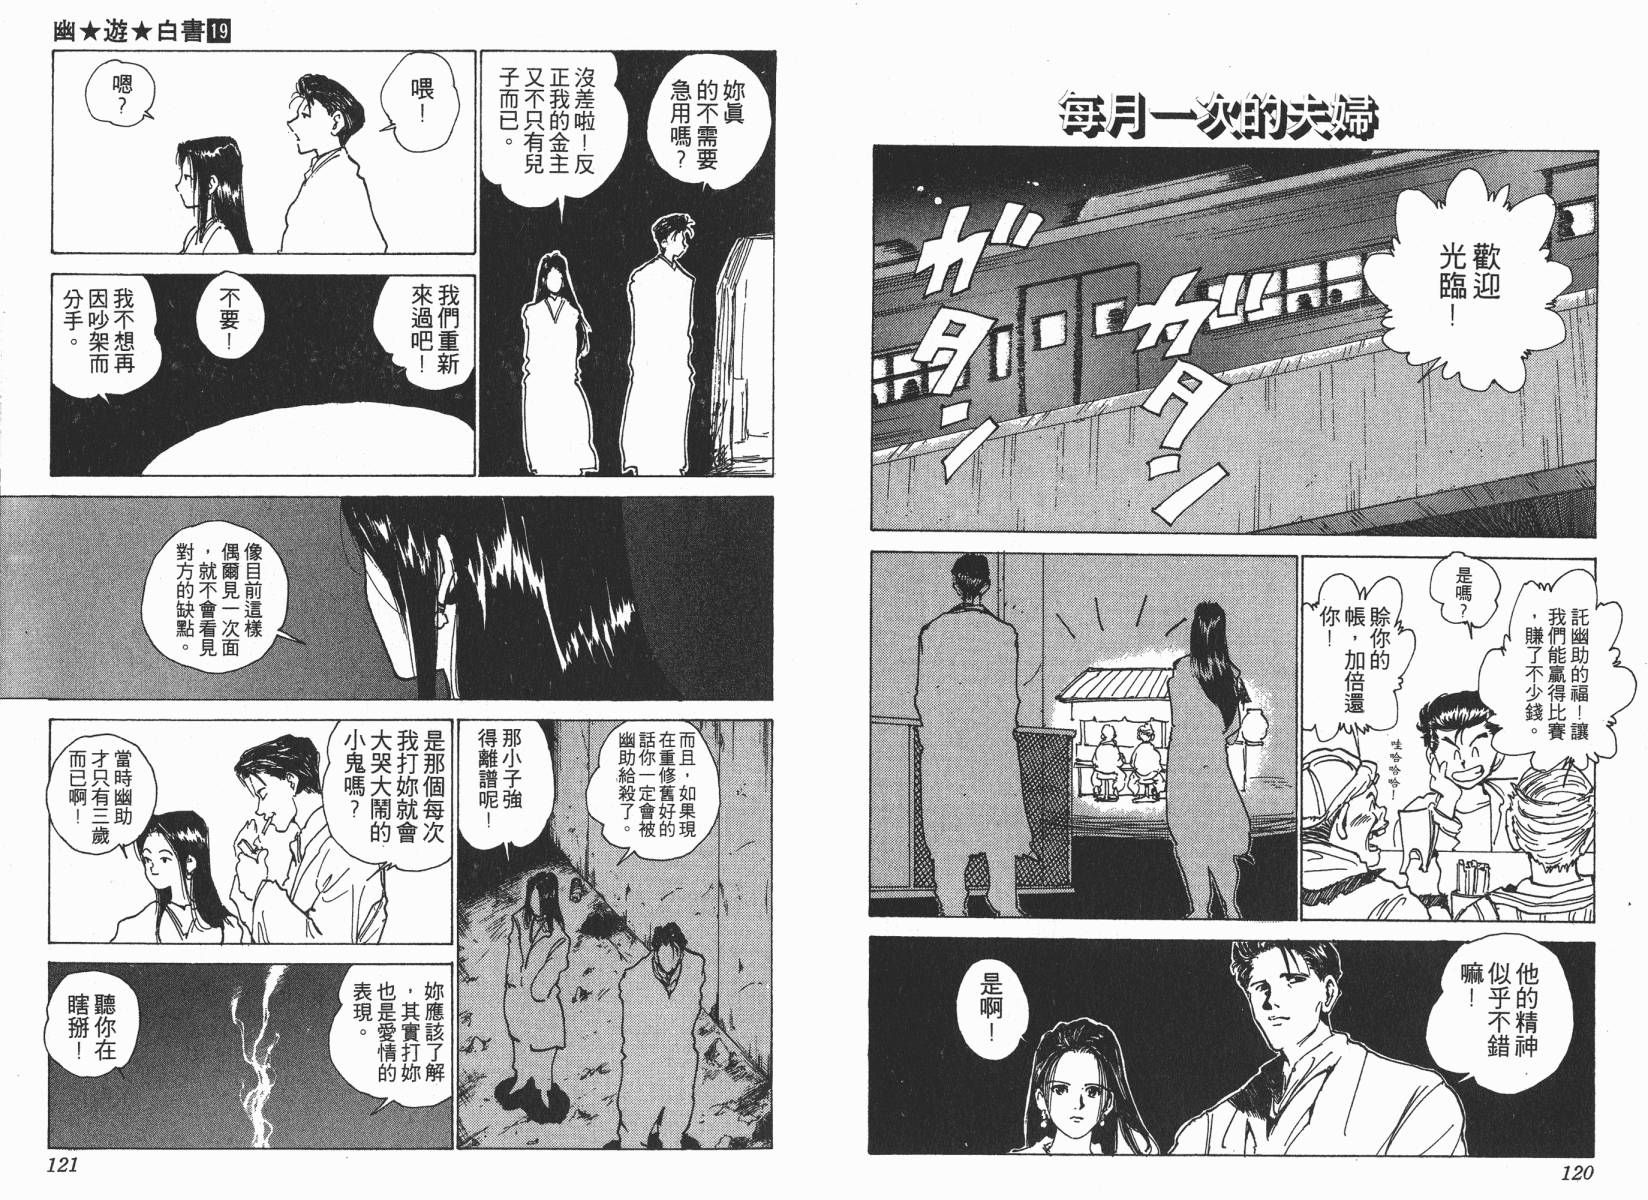 每月一次的夫婦
歡迎
光臨！
ガタン
ガタン
託幽助的福！讓
我們能贏得比賽
，賺了不少錢。
是嗎？
賒你的
帳，加倍還
你！
哇哈哈哈！
他的精神
似乎不錯
嘛！
是啊！
120
幽★遊★白書19
妳真
的不需要
急用嗎？
沒差啦！反
正我的金主
又不只有兒
子而已。
喂！
嗯？
我們重新
來過吧！
不要！
我不想再
因吵架而
分手。
像目前這樣
偶爾見一次面
，就不會看見
對方的缺點。
而且，如果現
在重修舊好的
話你一定會被
幽助給殺了。
那小子強
得離譜呢！
是那個每次
我打妳就會
大哭大鬧的
小鬼嗎？
當時幽助
才只有三歲
而已啊！
妳應該了解
，其實打妳
也是愛情的
表現。
聽你在
瞎掰！
121